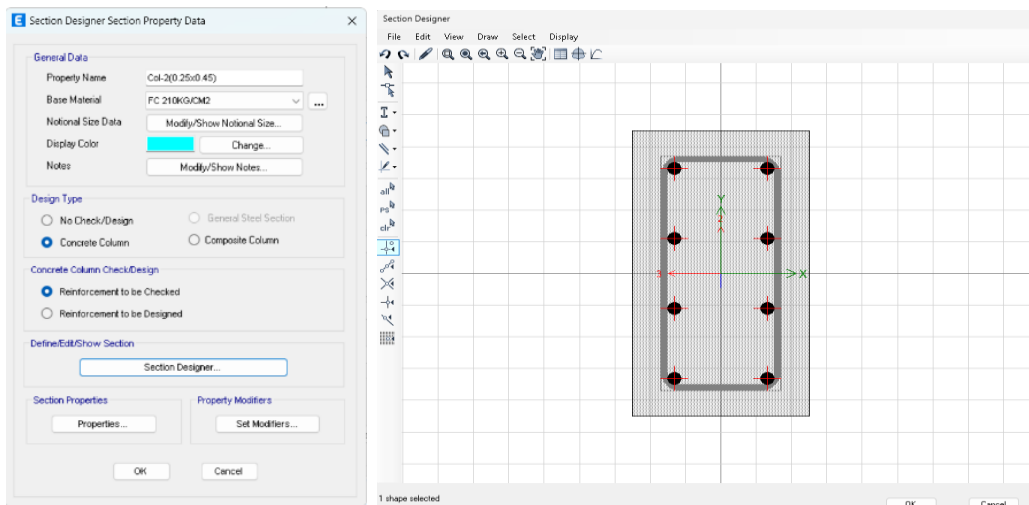 E Section Designer Section Property Data
General Data
Property Name Col-2(0.25x0.45)
Base Material FC 210KG/CM2 ...
Notional Size Data Modify/Show Notional Size...
Display Color Change...
Notes Modify/Show Notes...
Design Type
No Check/Design General Steel Section
Concrete Column Composite Column
Concrete Column Check/Design
Reinforcement to be Checked
Reinforcement to be Designed
Define/Edit/Show Section
Section Designer...
Section Properties Property Modifiers
Properties... Set Modifiers...
OK Cancel
Section Designer
File Edit View Draw Select Display
all
PS
clr
Y
2
3 X
1 shape selected
OK Cancel